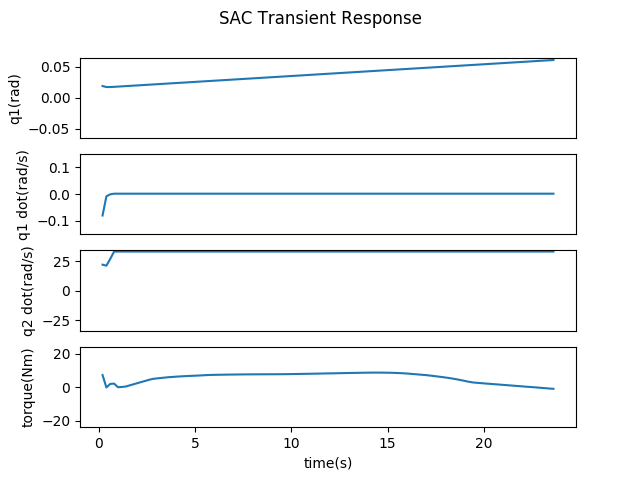 SAC Transient Response
0.05
0.00
−0.05
q1(rad)
0.1
0.0
−0.1
q1 dot(rad/s)
25
0
−25
q2 dot(rad/s)
20
0
−20
torque(Nm)
0 5 10 15 20
time(s)